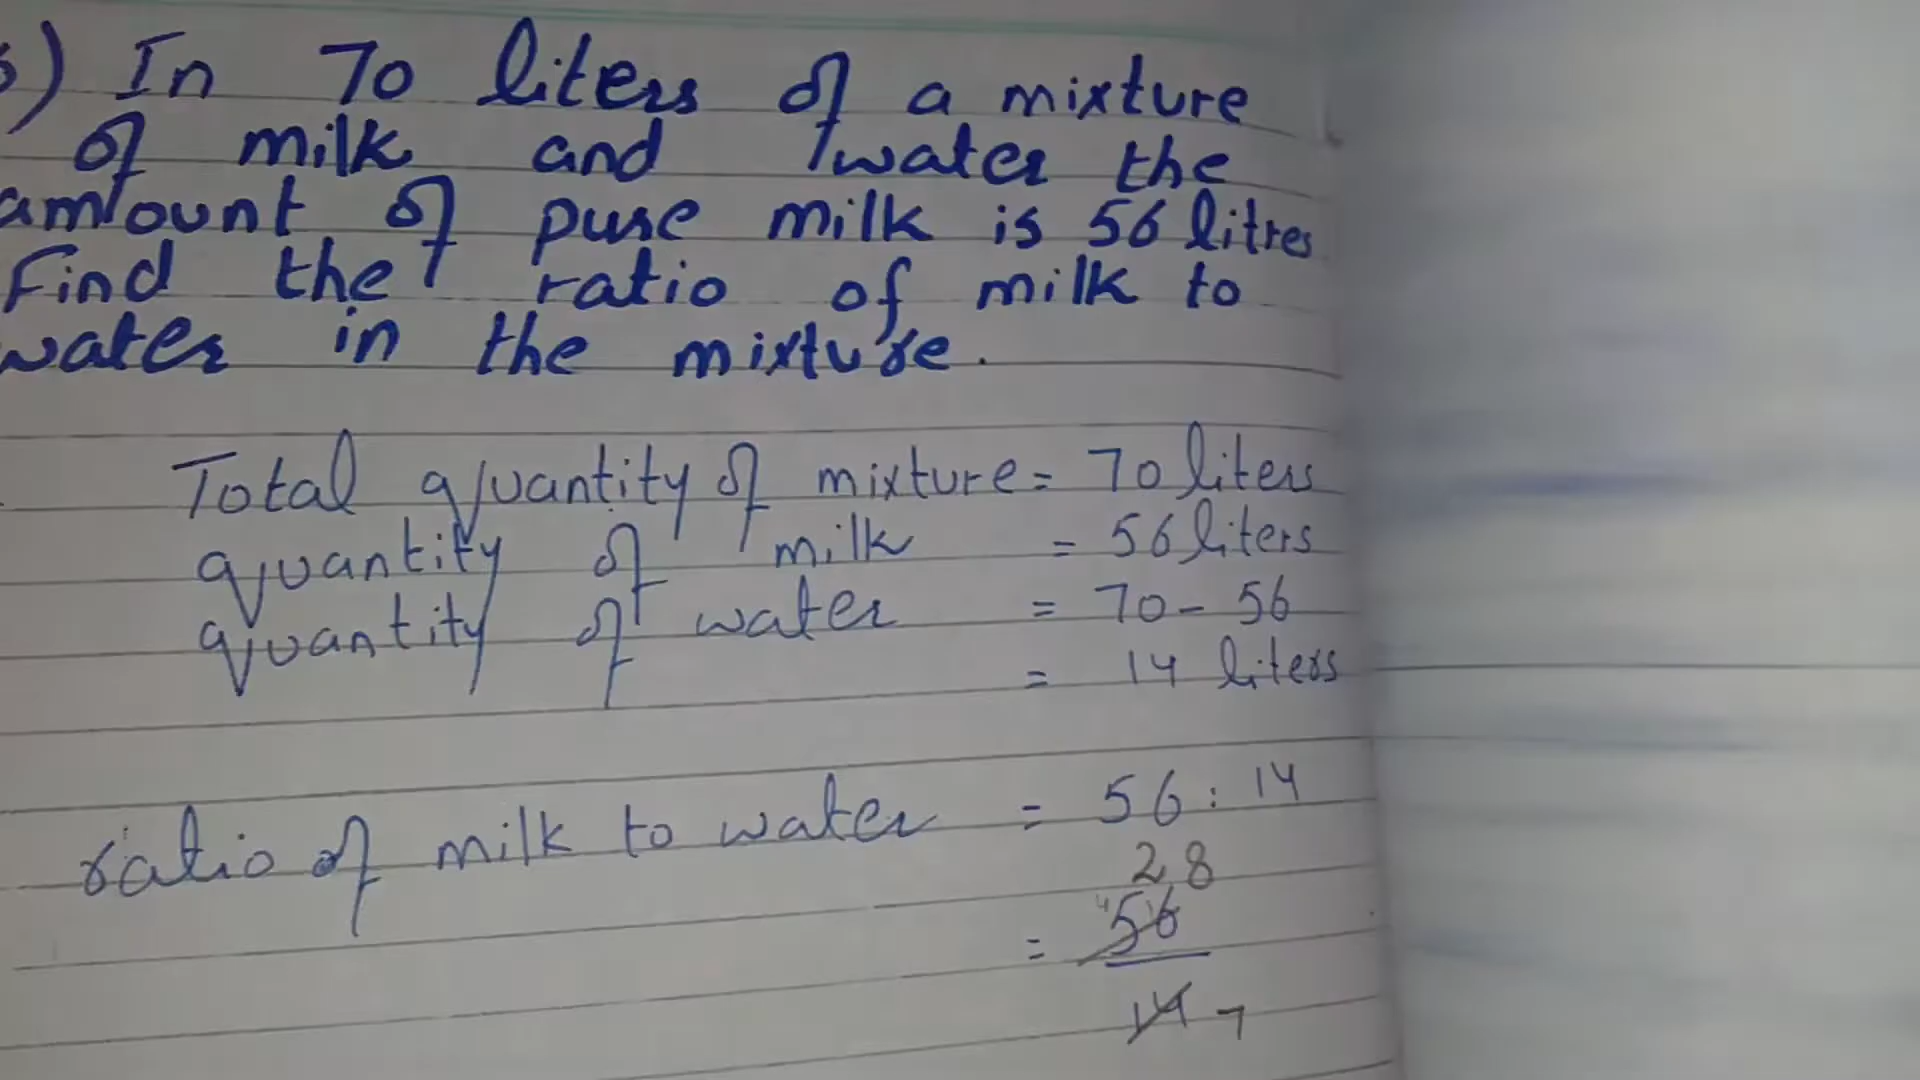 ) In 70 liters of a mixture
of milk and water the
amount of pure milk is 56 litres
Find the ratio of milk to
water in the mixture.
Total quantity of mixture = 70 liters
quantity of milk = 56 liters
quantity of water = 70 - 56
= 14 liters
ratio of milk to water = 56 : 14
28
= 56
14 7